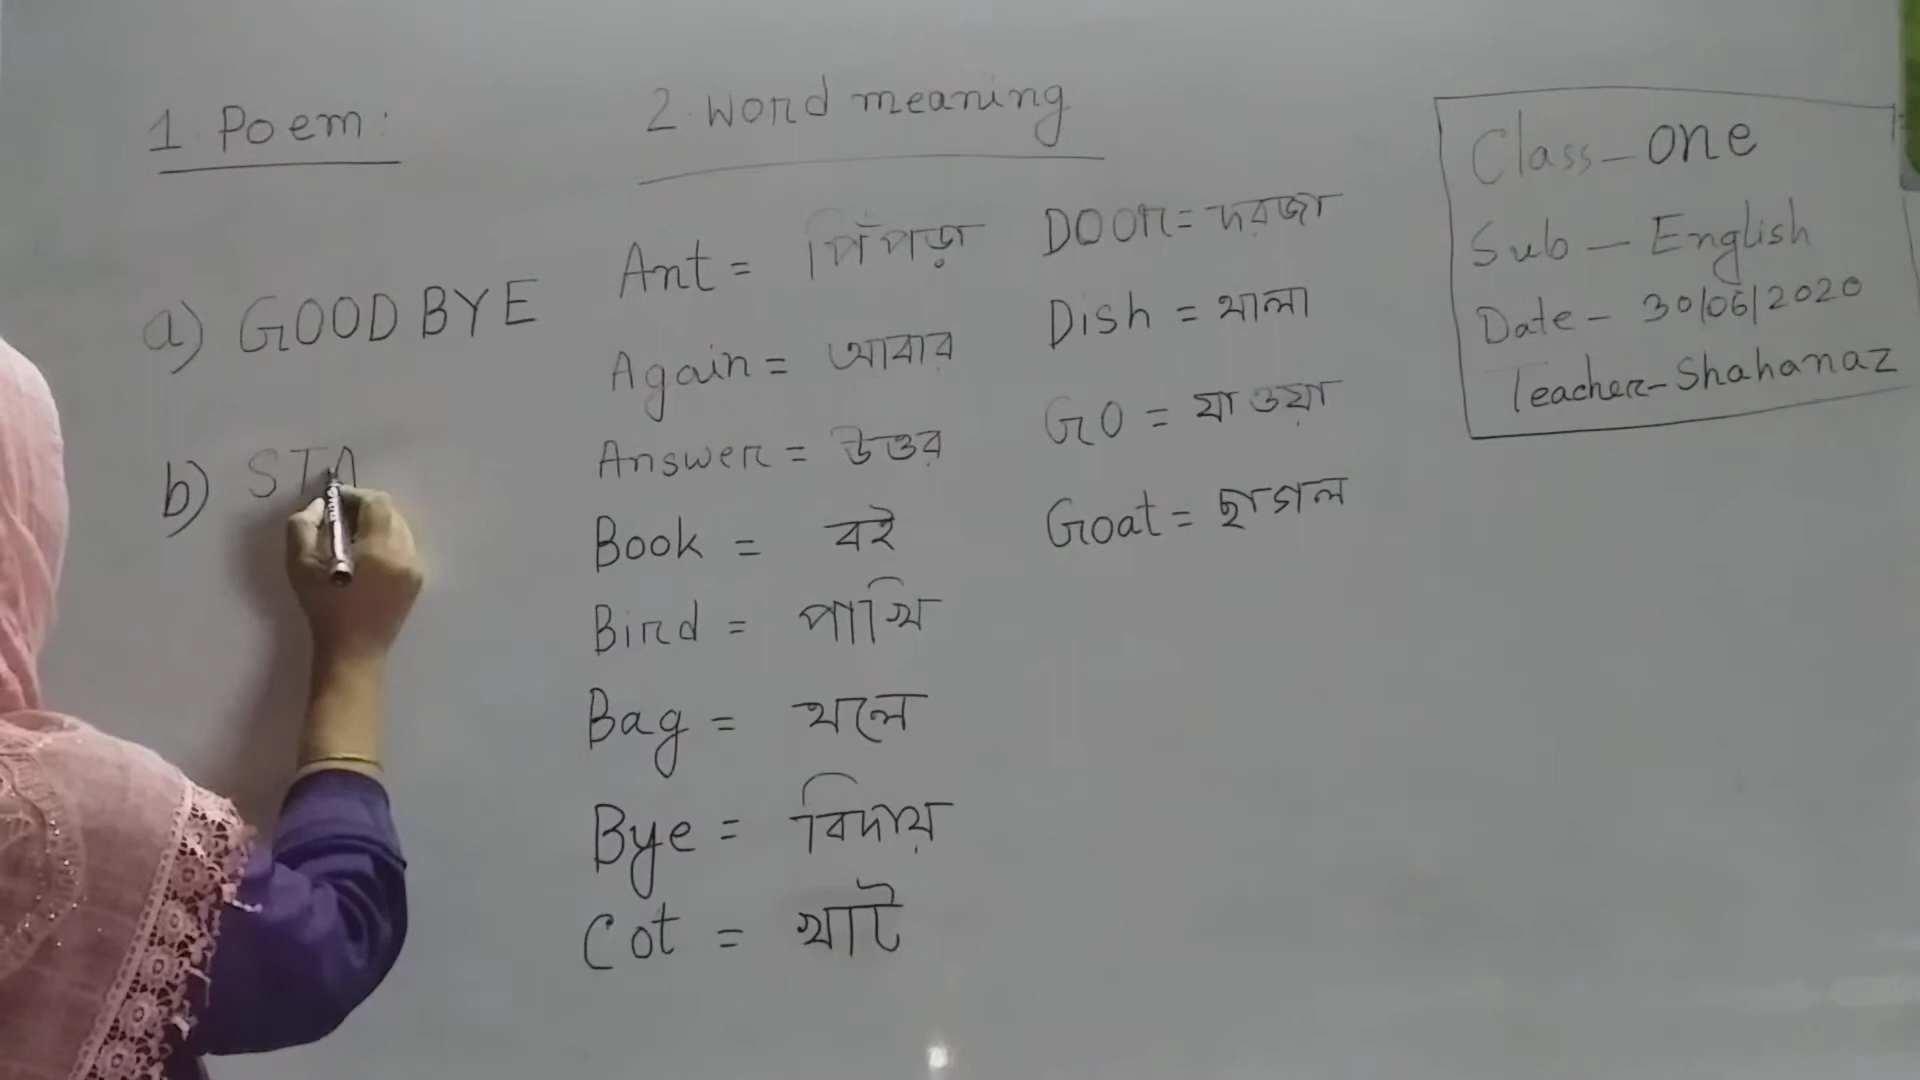 1. Poem:
a) GOOD BYE
b) STA
2. Word meaning
Ant = পিঁপড়া
Again = আবার
Answer = উত্তর
Book = বই
Bird = পাখি
Bag = থলে
Bye = বিদায়
Cot = খাট
Door = দরজা
Dish = থালা
GO = যাওয়া
Goat = ছাগল
Class - one
Sub - English
Date - 30/06/2020
Teacher - Shahanaz